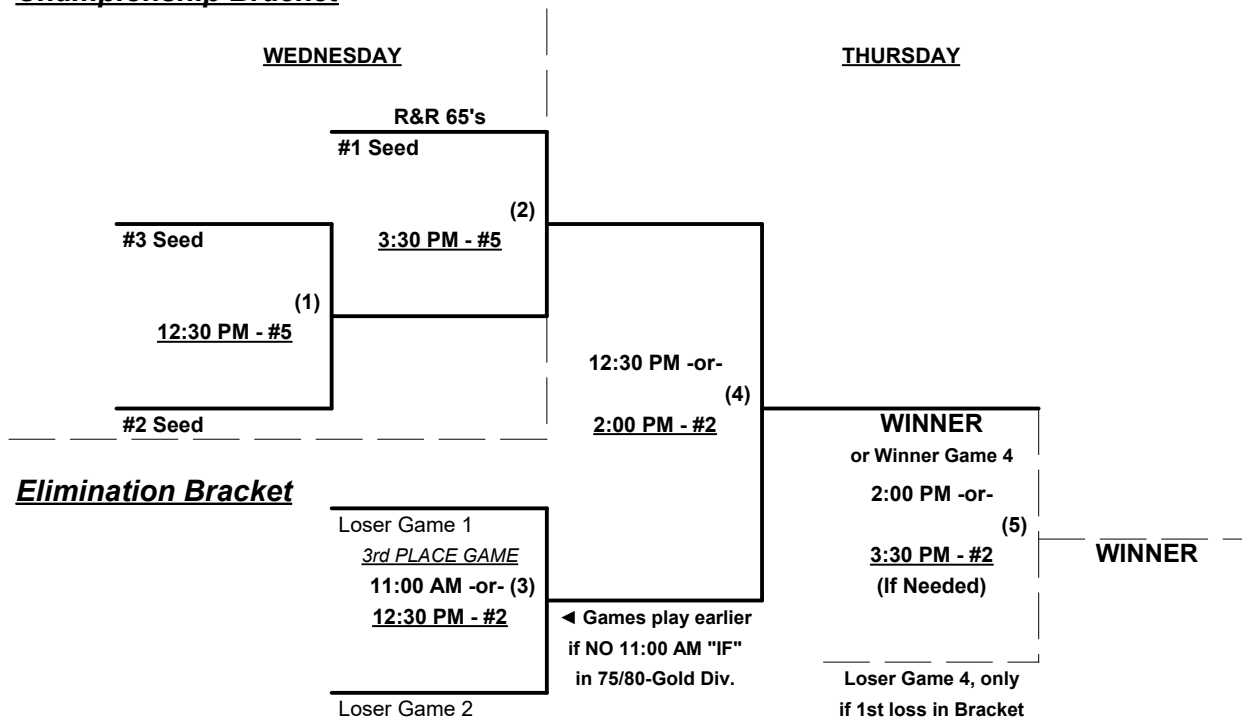 WEDNESDAY
THURSDAY
R&R 65's
#1 Seed
(2)
3:30 PM - #5
#3 Seed
(1)
12:30 PM - #5
#2 Seed
12:30 PM -or-
(4)
2:00 PM - #2
WINNER
or Winner Game 4
2:00 PM -or-
(5)
3:30 PM - #2
(If Needed)
WINNER
Loser Game 4, only
if 1st loss in Bracket
Elimination Bracket
Loser Game 1
3rd PLACE GAME
11:00 AM -or- (3)
12:30 PM - #2
Loser Game 2
◄ Games play earlier
if NO 11:00 AM "IF"
in 75/80-Gold Div.